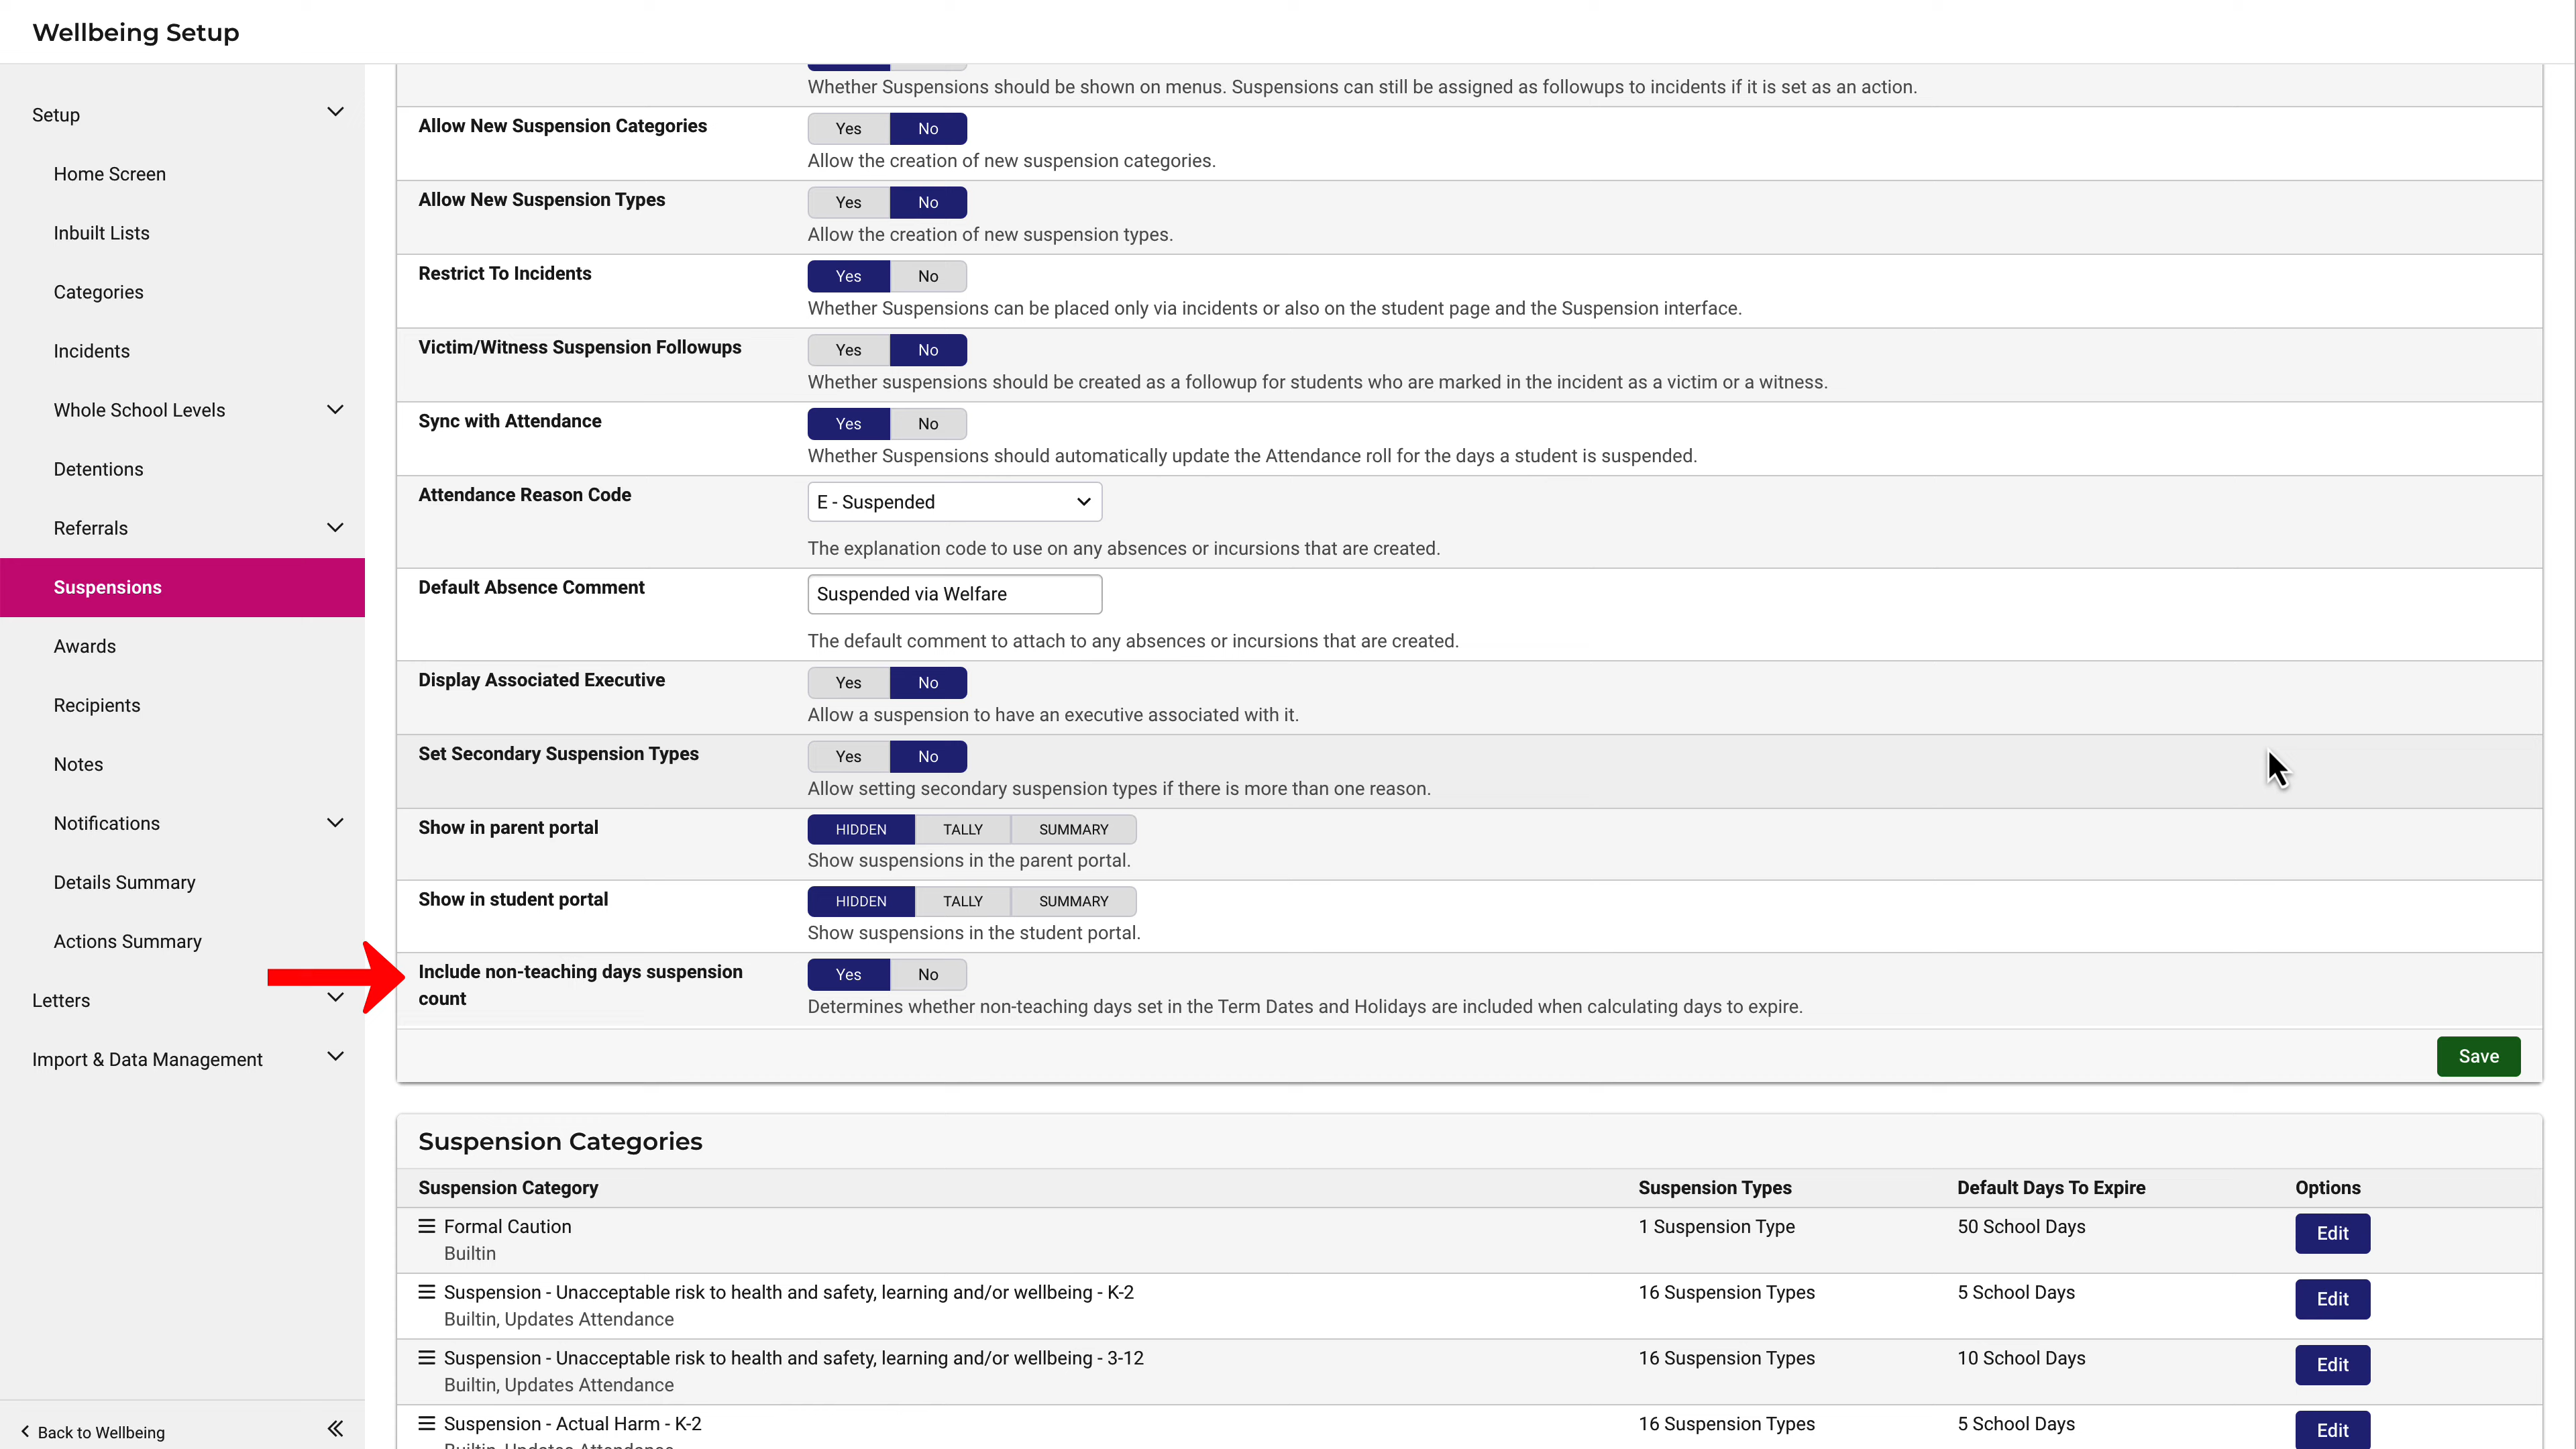 Wellbeing Setup
Setup
Home Screen
Inbuilt Lists
Categories
Incidents
Whole School Levels
Detentions
Referrals
Suspensions
Awards
Recipients
Notes
Notifications
Details Summary
Actions Summary
Letters
Import & Data Management
Back to Wellbeing
Whether Suspensions should be shown on menus. Suspensions can still be assigned as followups to incidents if it is set as an action.
Allow New Suspension Categories
Yes No
Allow the creation of new suspension categories.
Allow New Suspension Types
Yes No
Allow the creation of new suspension types.
Restrict To Incidents
Yes No
Whether Suspensions can be placed only via incidents or also on the student page and the Suspension interface.
Victim/Witness Suspension Followups
Yes No
Whether suspensions should be created as a followup for students who are marked in the incident as a victim or a witness.
Sync with Attendance
Yes No
Whether Suspensions should automatically update the Attendance roll for the days a student is suspended.
Attendance Reason Code
E - Suspended
The explanation code to use on any absences or incursions that are created.
Default Absence Comment
Suspended via Welfare
The default comment to attach to any absences or incursions that are created.
Display Associated Executive
Yes No
Allow a suspension to have an executive associated with it.
Set Secondary Suspension Types
Yes No
Allow setting secondary suspension types if there is more than one reason.
Show in parent portal
HIDDEN TALLY SUMMARY
Show suspensions in the parent portal.
Show in student portal
HIDDEN TALLY SUMMARY
Show suspensions in the student portal.
Include non-teaching days suspension
count
Yes No
Determines whether non-teaching days set in the Term Dates and Holidays are included when calculating days to expire.
Save
Suspension Categories
Suspension Category Suspension Types Default Days To Expire Options
Formal Caution 1 Suspension Type 50 School Days Edit
Builtin
Suspension - Unacceptable risk to health and safety, learning and/or wellbeing - K-2 16 Suspension Types 5 School Days Edit
Builtin, Updates Attendance
Suspension - Unacceptable risk to health and safety, learning and/or wellbeing - 3-12 16 Suspension Types 10 School Days Edit
Builtin, Updates Attendance
Suspension - Actual Harm - K-2 16 Suspension Types 5 School Days Edit